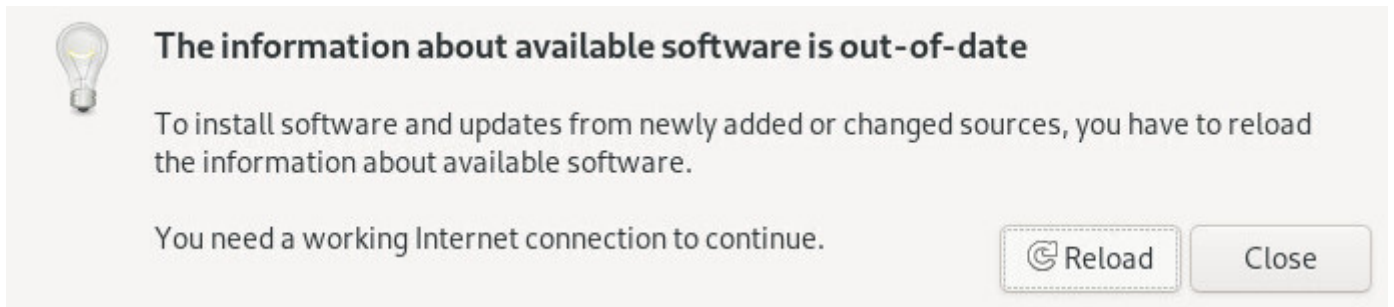 The information about available software is out-of-date
To install software and updates from newly added or changed sources, you have to reload
the information about available software.
You need a working Internet connection to continue.
Reload
Close